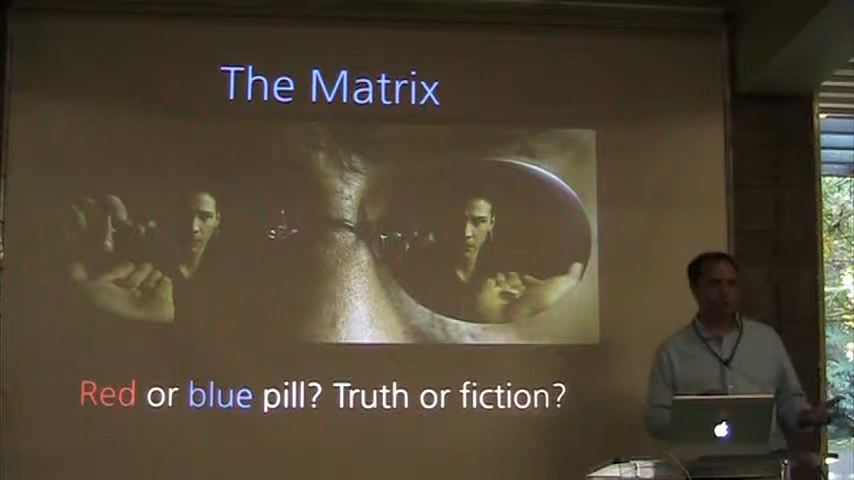 The Matrix
Red or blue pill? Truth or fiction?